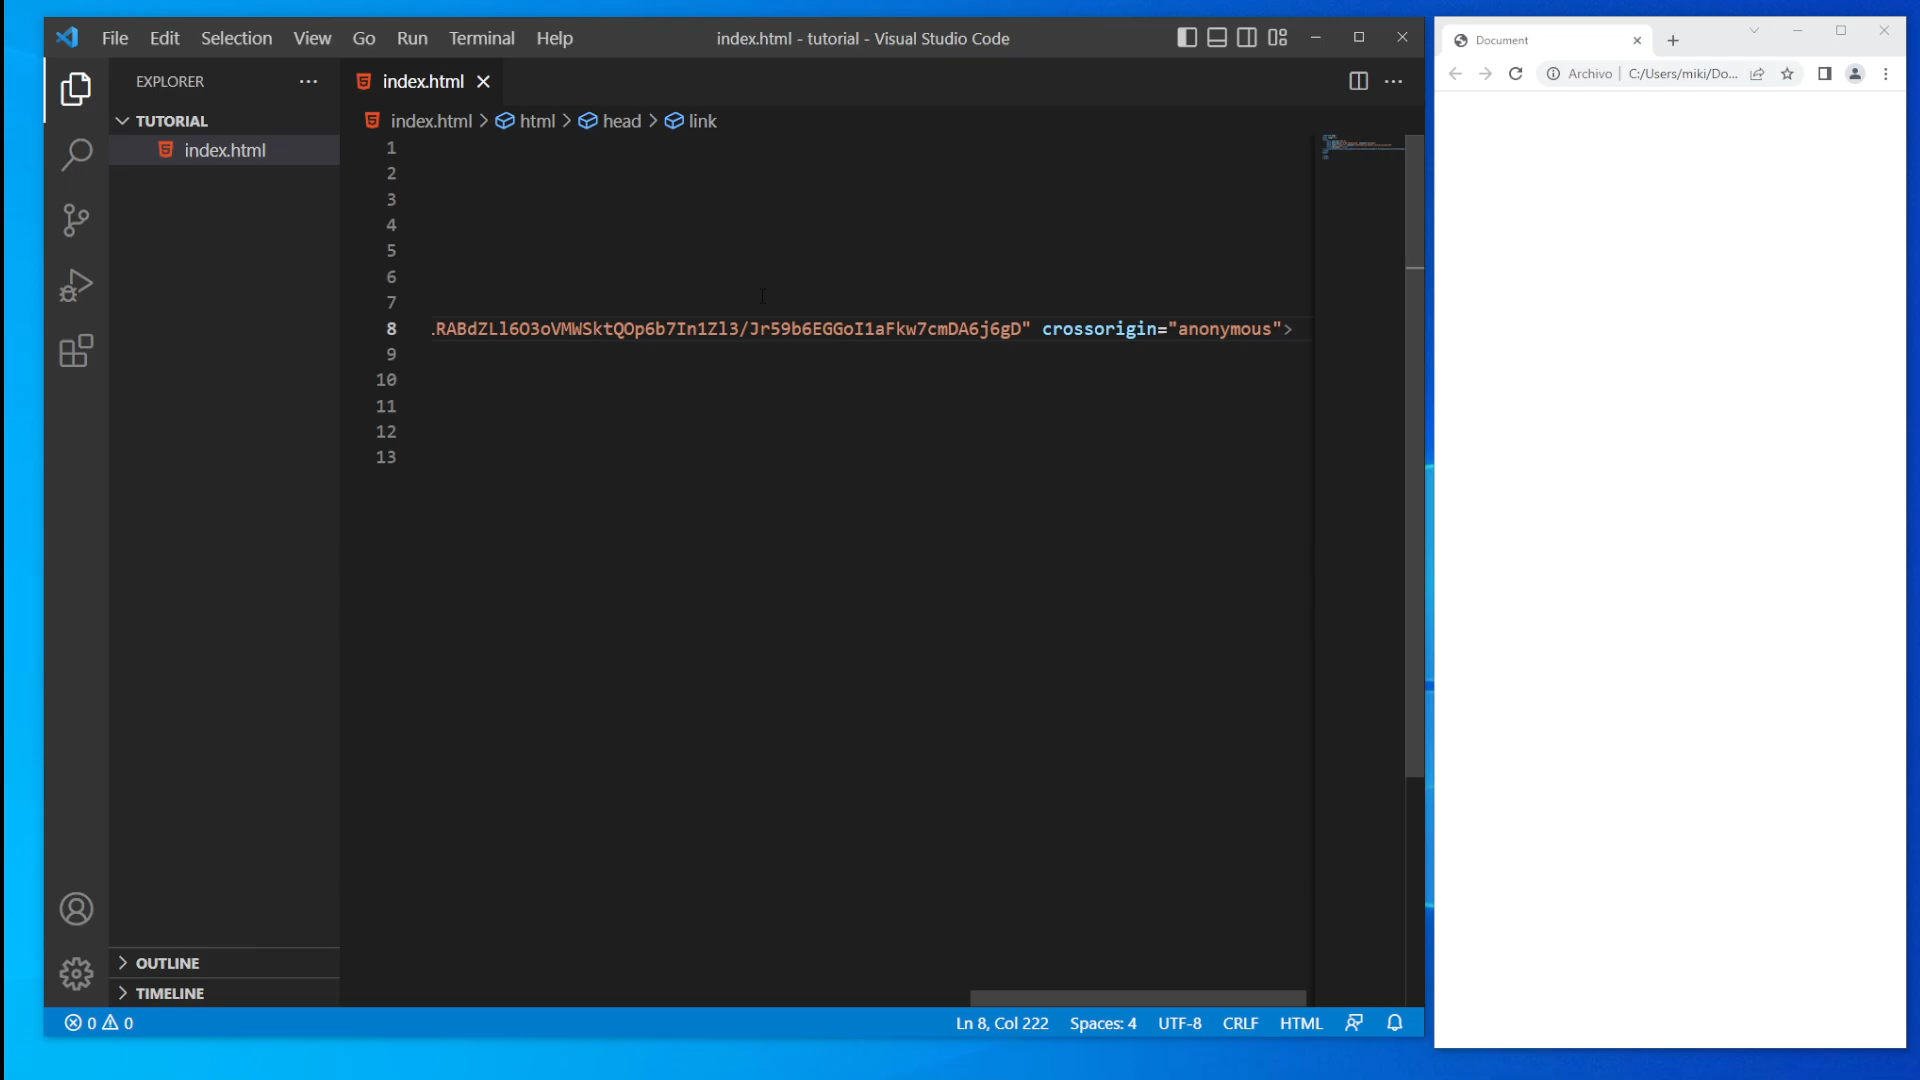 File Edit Selection View Go Run Terminal Help
index.html - tutorial - Visual Studio Code
EXPLORER
index.html
TUTORIAL
index.html
index.html > html > head > link
1
2
3
4
5
6
7
8 .RABdZLl6O3oVMWSktQOp6b7In1Zl3/Jr59b6EGGoI1aFkw7cmDA6j6gD" crossorigin="anonymous">
9
10
11
12
13
OUTLINE
TIMELINE
0 0
Ln 8, Col 222 Spaces: 4 UTF-8 CRLF HTML
Document
Archivo | C:/Users/miki/Do...